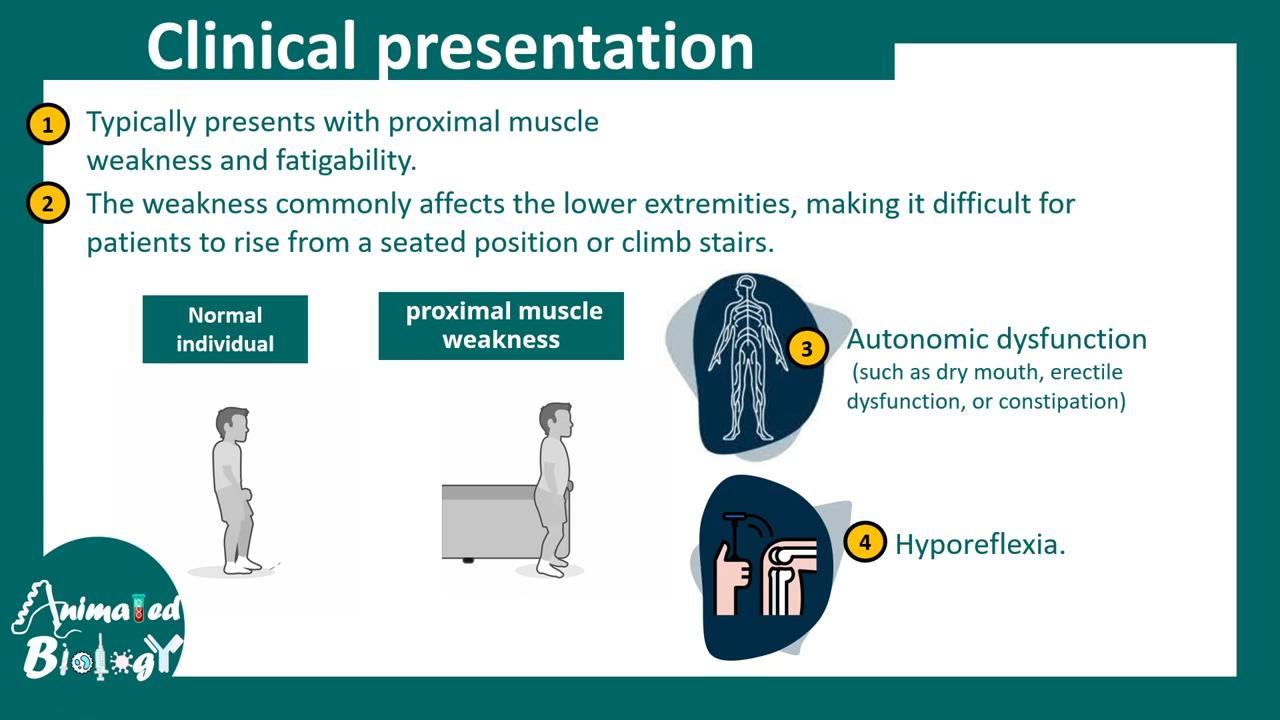 Clinical presentation
1
Typically presents with proximal muscle
weakness and fatigability.
2
The weakness commonly affects the lower extremities, making it difficult for
patients to rise from a seated position or climb stairs.
Normal
individual
proximal muscle
weakness
3
Autonomic dysfunction
(such as dry mouth, erectile
dysfunction, or constipation)
4
Hyporeflexia.
Animated
Biology